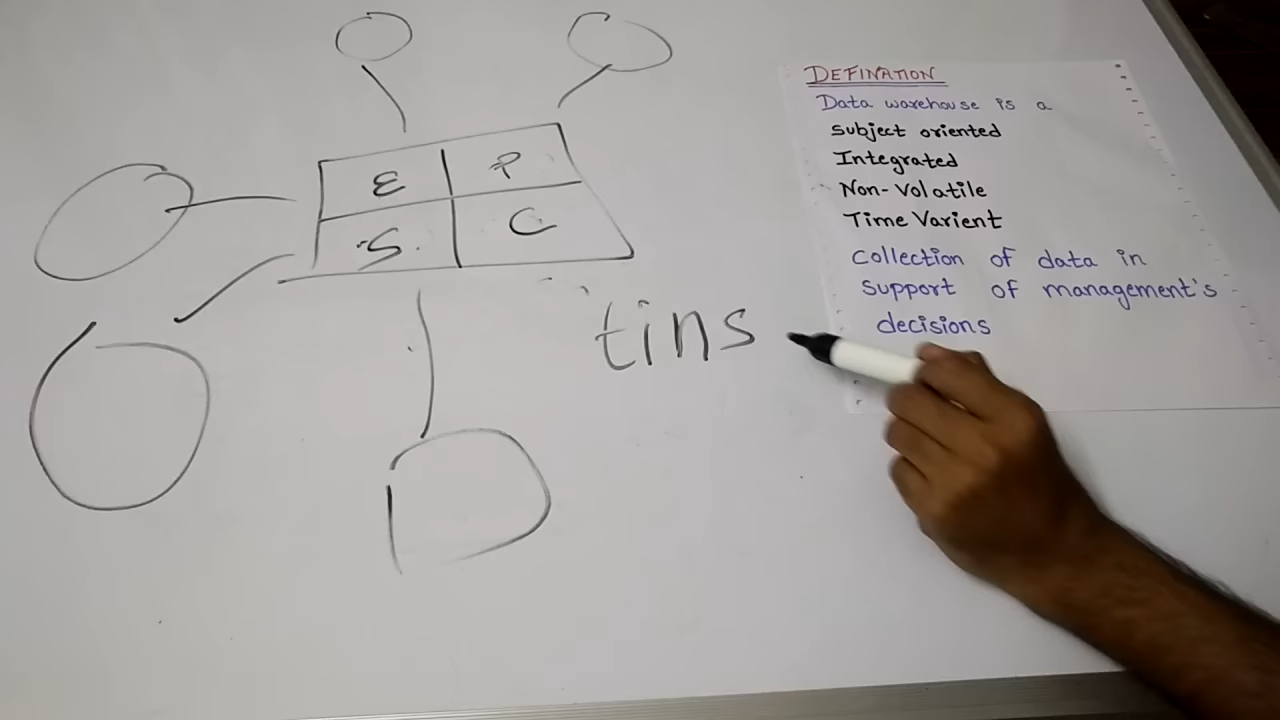 E P
S C
tins
DEFINATION
Data warehouse is a
Subject oriented
Integrated
Non-Volatile
Time Varient
Collection of data in
Support of management's
decisions